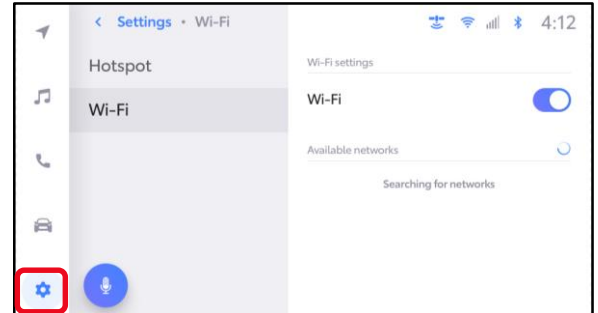 Settings • Wi-Fi
4:12
Hotspot
Wi-Fi
Wi-Fi settings
Wi-Fi
Available networks
Searching for networks